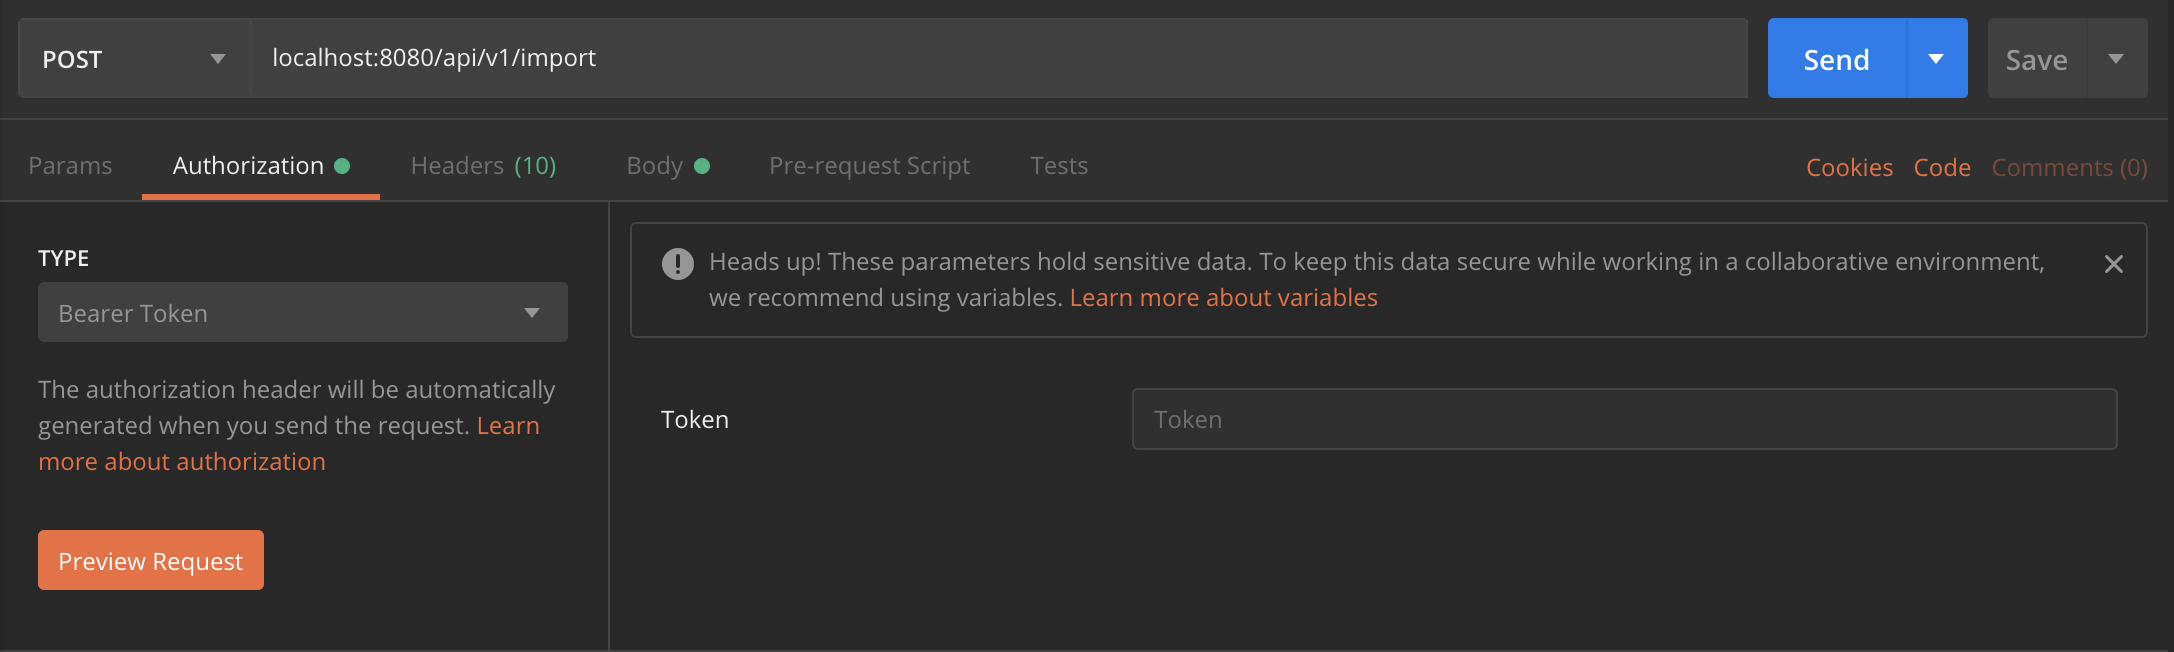 POST
localhost:8080/api/v1/import
Send
Save
Params
Authorization
Headers (10)
Body
Pre-request Script
Tests
Cookies
Code
Comments (0)
TYPE
Bearer Token
The authorization header will be automatically
generated when you send the request. Learn
more about authorization
Preview Request
Heads up! These parameters hold sensitive data. To keep this data secure while working in a collaborative environment,
we recommend using variables. Learn more about variables
Token
Token